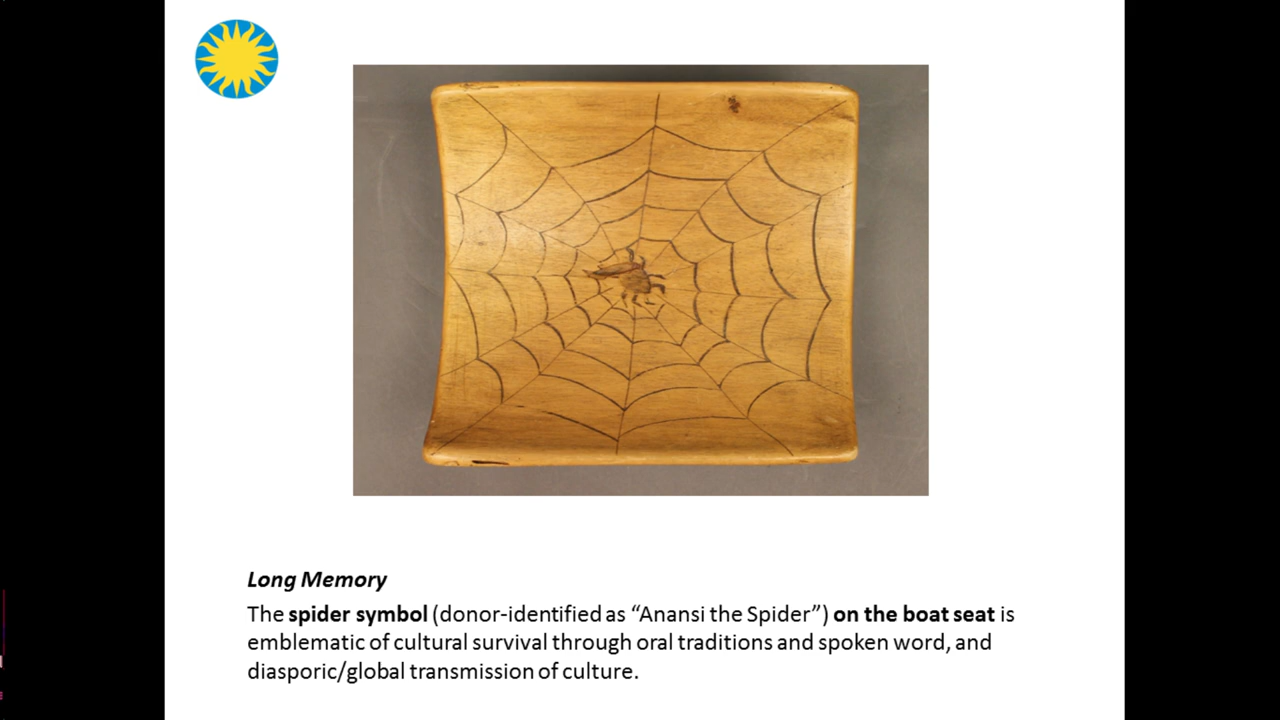 Long Memory
The spider symbol (donor-identified as “Anansi the Spider”) on the boat seat is
emblematic of cultural survival through oral traditions and spoken word, and
diasporic/global transmission of culture.